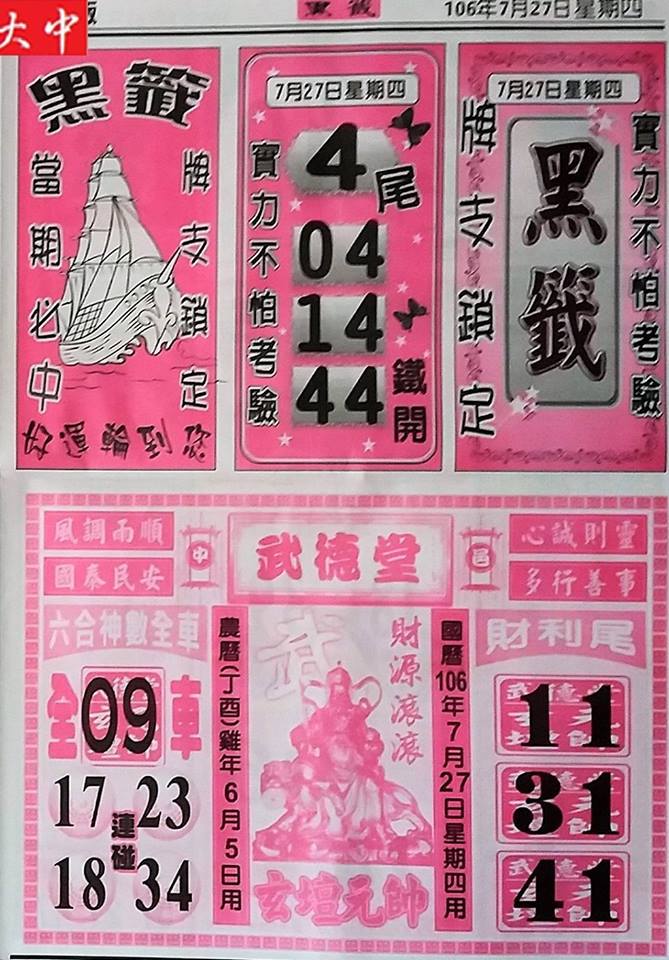 大中
版
黑籤
106年7月27日星期四
黑籤
當期必中
牌支鎖定
好運輪到您
7月27日星期四
實力不怕考驗
4尾
04
14
44
鐵開
7月27日星期四
牌支鎖定
黑籤
實力不怕考驗
風調雨順
國泰民安
中
武德堂
昌
心誠則靈
多行善事
六合神數全車
全09車
17 23
連碰
18 34
農曆(丁酉)雞年6月5日用
武
財源滾滾
玄壇元帥
國曆106年7月27日星期四用
財利尾
11
31
41